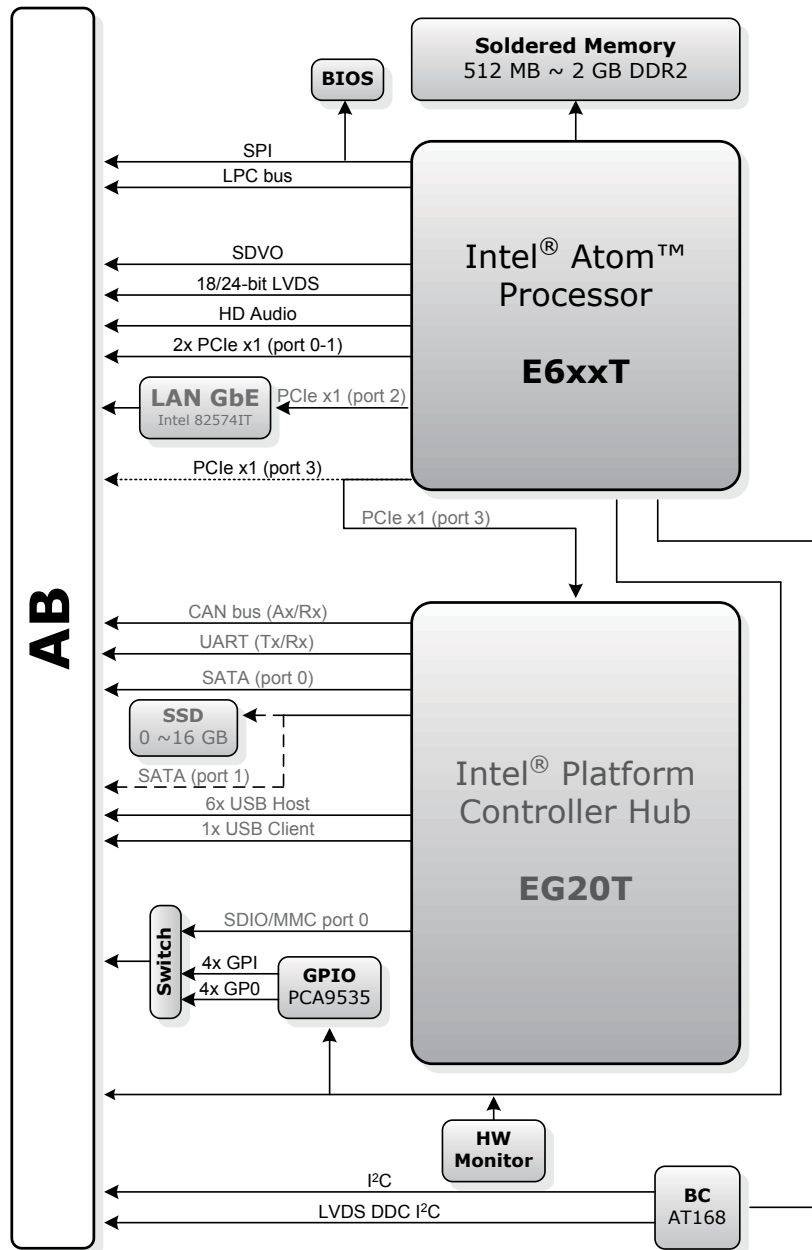 Soldered Memory
512 MB ~ 2 GB DDR2
BIOS
SPI
LPC bus
SDVO
18/24-bit LVDS
HD Audio
2x PCIe x1 (port 0-1)
Intel® Atom™
Processor
E6xxT
LAN GbE
Intel 82574IT
PCIe x1 (port 2)
PCIe x1 (port 3)
PCIe x1 (port 3)
AB
CAN bus (Ax/Rx)
UART (Tx/Rx)
SATA (port 0)
SSD
0 ~16 GB
SATA (port 1)
6x USB Host
1x USB Client
Intel® Platform
Controller Hub
EG20T
SDIO/MMC port 0
Switch
4x GPI
4x GP0
GPIO
PCA9535
HW
Monitor
I²C
LVDS DDC I²C
BC
AT168